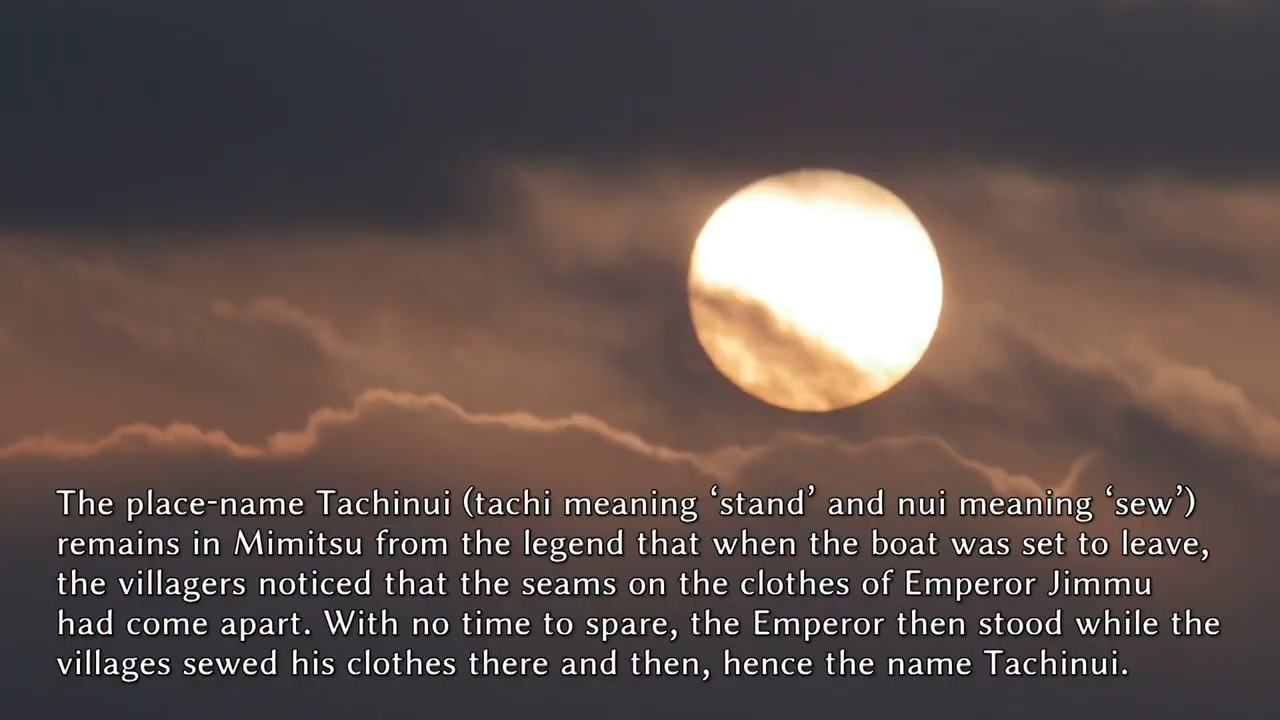 The place-name Tachinui (tachi meaning ‘stand’ and nui meaning ‘sew’)
remains in Mimitsu from the legend that when the boat was set to leave,
the villagers noticed that the seams on the clothes of Emperor Jimmu
had come apart. With no time to spare, the Emperor then stood while the
villages sewed his clothes there and then, hence the name Tachinui.